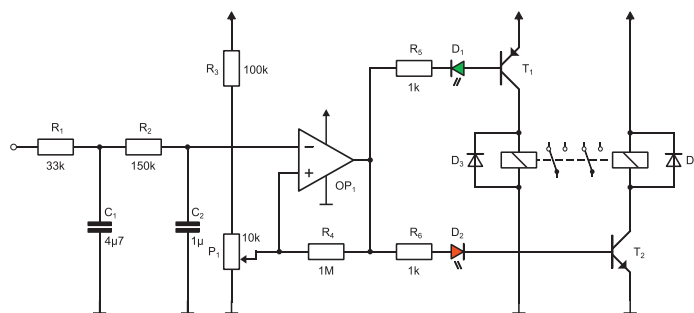 R3
100k
R5
1k
D1
T1
R1
33k
R2
150k
−
+
OP1
D3
D
C1
4µ7
C2
1µ
P1
10k
R4
1M
R6
1k
D2
T2